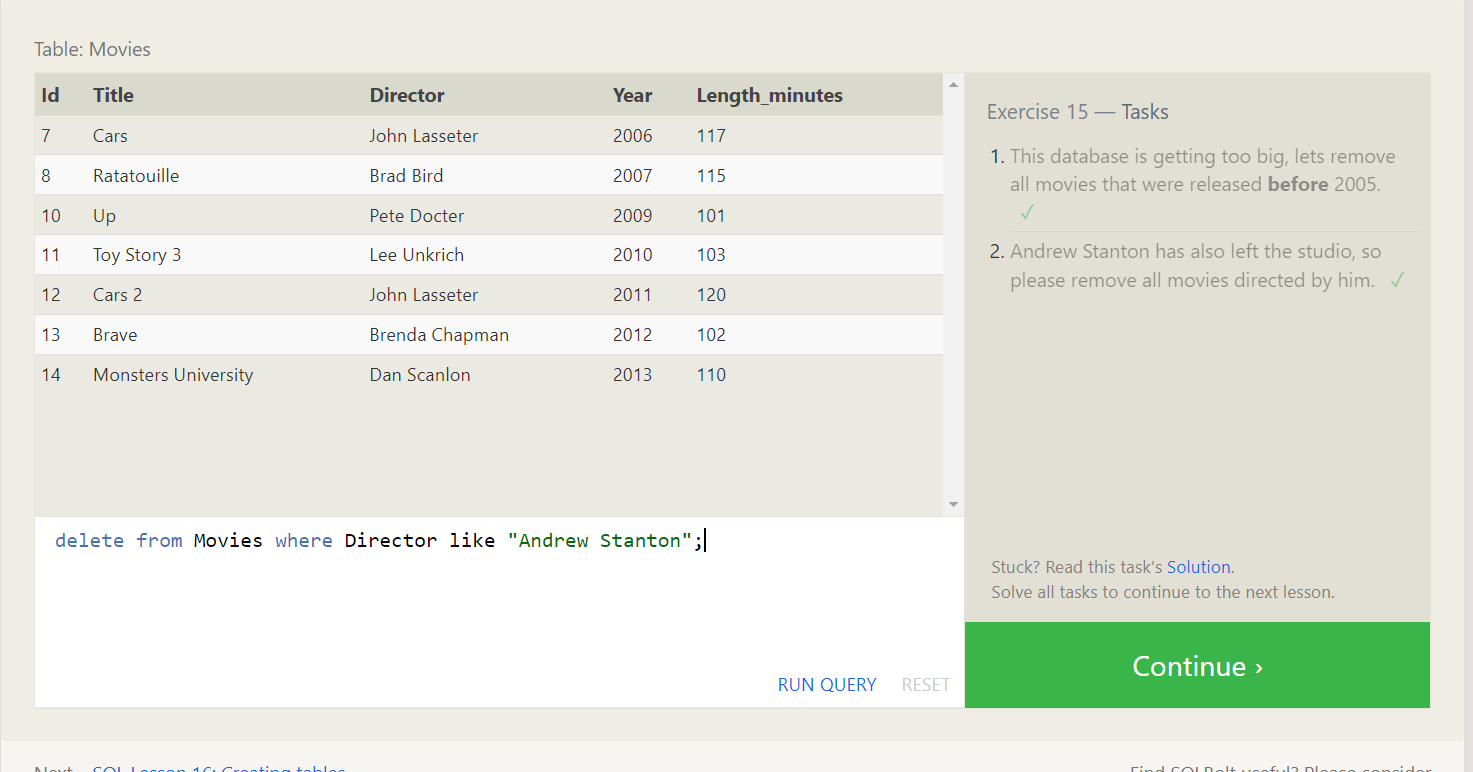 Table: Movies
Id Title Director Year Length_minutes
7 Cars John Lasseter 2006 117
8 Ratatouille Brad Bird 2007 115
10 Up Pete Docter 2009 101
11 Toy Story 3 Lee Unkrich 2010 103
12 Cars 2 John Lasseter 2011 120
13 Brave Brenda Chapman 2012 102
14 Monsters University Dan Scanlon 2013 110
delete from Movies where Director like "Andrew Stanton";
RUN QUERY RESET
Exercise 15 — Tasks
1. This database is getting too big, lets remove
all movies that were released before 2005.
✓
2. Andrew Stanton has also left the studio, so
please remove all movies directed by him. ✓
Stuck? Read this task's Solution.
Solve all tasks to continue to the next lesson.
Continue ›
Next – SQL Lesson 16: Creating tables
Find SQLBolt useful? Please consider